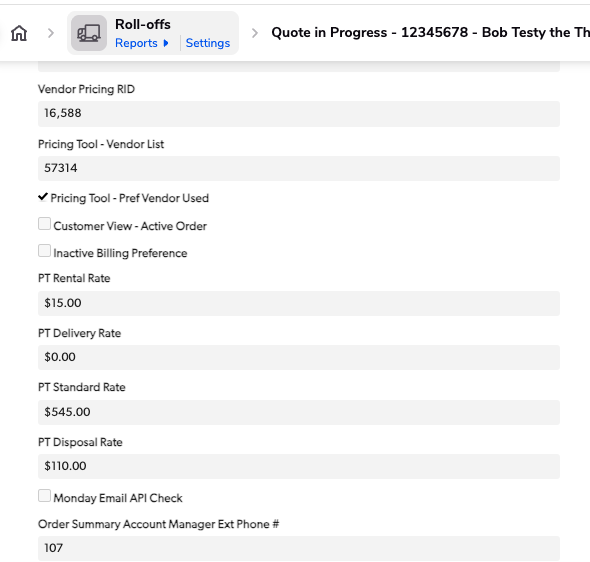 Roll-offs
Reports
Settings
Quote in Progress - 12345678 - Bob Testy the Th
Vendor Pricing RID
16,588
Pricing Tool - Vendor List
57314
Pricing Tool - Pref Vendor Used
Customer View - Active Order
Inactive Billing Preference
PT Rental Rate
$15.00
PT Delivery Rate
$0.00
PT Standard Rate
$545.00
PT Disposal Rate
$110.00
Monday Email API Check
Order Summary Account Manager Ext Phone #
107